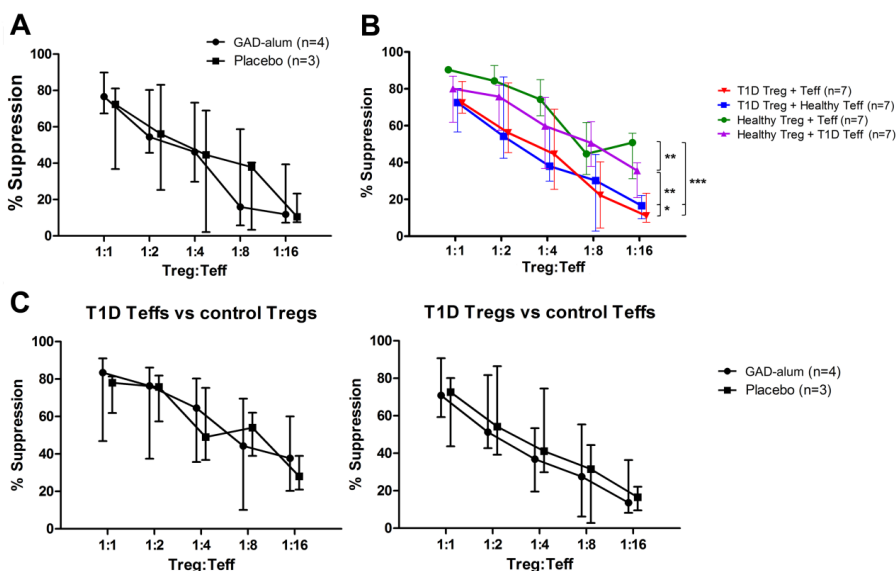 A
GAD-alum (n=4)
Placebo (n=3)
% Suppression
100
80
60
40
20
0
1:1 1:2 1:4 1:8 1:16
Treg:Teff
B
% Suppression
100
80
60
40
20
0
1:1 1:2 1:4 1:8 1:16
Treg:Teff
T1D Treg + Teff (n=7)
T1D Treg + Healthy Teff (n=7)
Healthy Treg + Teff (n=7)
Healthy Treg + T1D Teff (n=7)
**
**
*
***
C
T1D Teffs vs control Tregs
% Suppression
100
80
60
40
20
0
1:1 1:2 1:4 1:8 1:16
Treg:Teff
T1D Tregs vs control Teffs
% Suppression
100
80
60
40
20
0
1:1 1:2 1:4 1:8 1:16
Treg:Teff
GAD-alum (n=4)
Placebo (n=3)